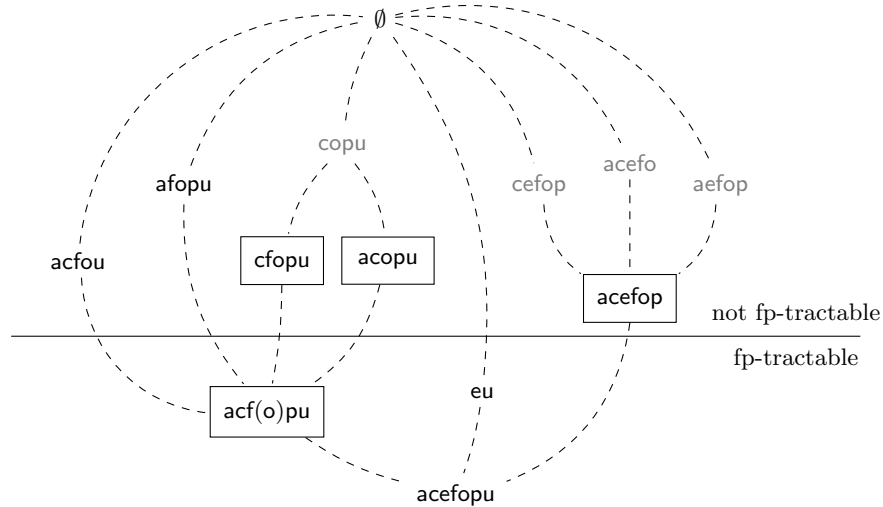 ∅
copu
acefo
afopu
cefop
aefop
acfou
cfopu
acopu
acefop
not fp-tractable
fp-tractable
eu
acf(o)pu
acefopu